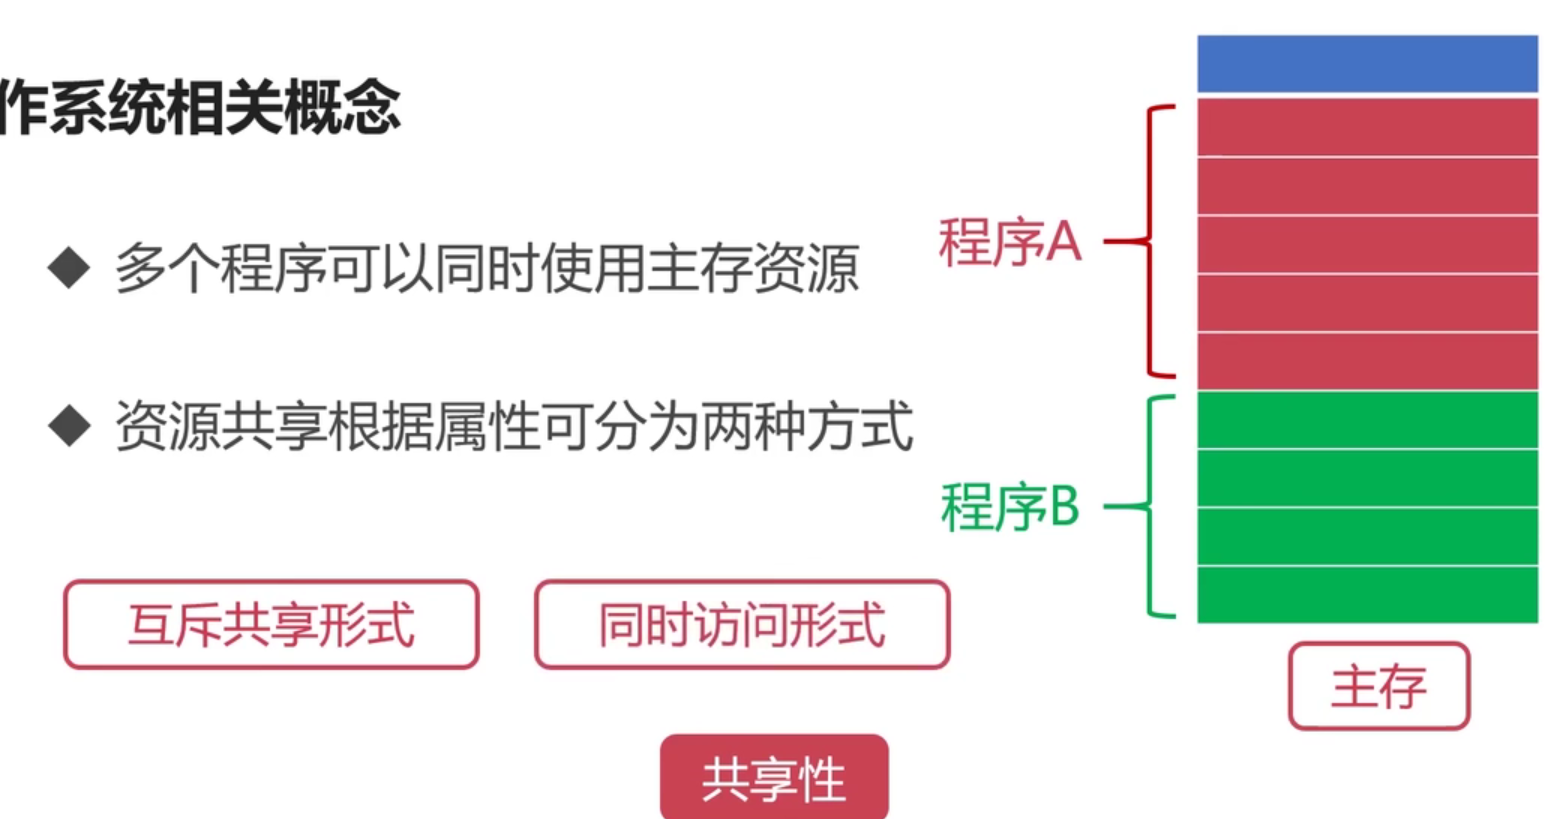 作系统相关概念
多个程序可以同时使用主存资源
资源共享根据属性可分为两种方式
互斥共享形式
同时访问形式
共享性
程序A
程序B
主存